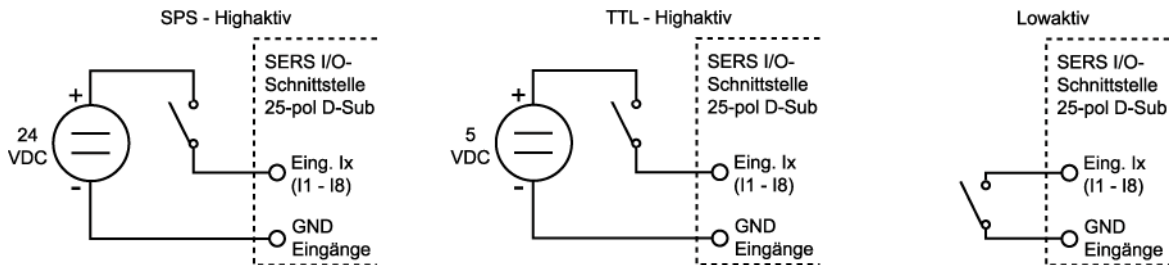 SPS - Highaktiv
SERS I/O-
Schnittstelle
25-pol D-Sub
+
24
VDC
-
Eing. Ix
(I1 - I8)
GND
Eingänge
TTL - Highaktiv
SERS I/O-
Schnittstelle
25-pol D-Sub
+
5
VDC
-
Eing. Ix
(I1 - I8)
GND
Eingänge
Lowaktiv
SERS I/O-
Schnittstelle
25-pol D-Sub
Eing. Ix
(I1 - I8)
GND
Eingänge